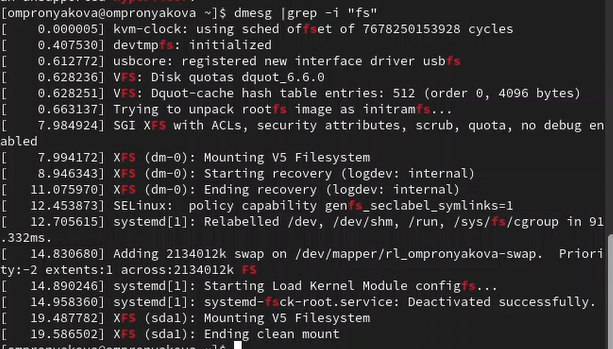 [ompronyakova@ompronyakova ~]$ dmesg |grep -i "fs"
[    0.000005] kvm-clock: using sched offset of 7678250153928 cycles
[    0.407530] devtmpfs: initialized
[    0.612772] usbcore: registered new interface driver usbfs
[    0.628236] VFS: Disk quotas dquot_6.6.0
[    0.628251] VFS: Dquot-cache hash table entries: 512 (order 0, 4096 bytes)
[    0.663137] Trying to unpack rootfs image as initramfs...
[    7.984924] SGI XFS with ACLs, security attributes, scrub, quota, no debug en
abled
[    7.994172] XFS (dm-0): Mounting V5 Filesystem
[    8.946343] XFS (dm-0): Starting recovery (logdev: internal)
[   11.075970] XFS (dm-0): Ending recovery (logdev: internal)
[   12.453873] SELinux:  policy capability genfs_seclabel_symlinks=1
[   12.705615] systemd[1]: Relabelled /dev, /dev/shm, /run, /sys/fs/cgroup in 91
.332ms.
[   14.830680] Adding 2134012k swap on /dev/mapper/rl_ompronyakova-swap.  Priori
ty:-2 extents:1 across:2134012k FS
[   14.890246] systemd[1]: Starting Load Kernel Module configfs...
[   14.958360] systemd[1]: systemd-fsck-root.service: Deactivated successfully.
[   19.487782] XFS (sda1): Mounting V5 Filesystem
[   19.586502] XFS (sda1): Ending clean mount
[ompronyakova@ompronyakova ~]$